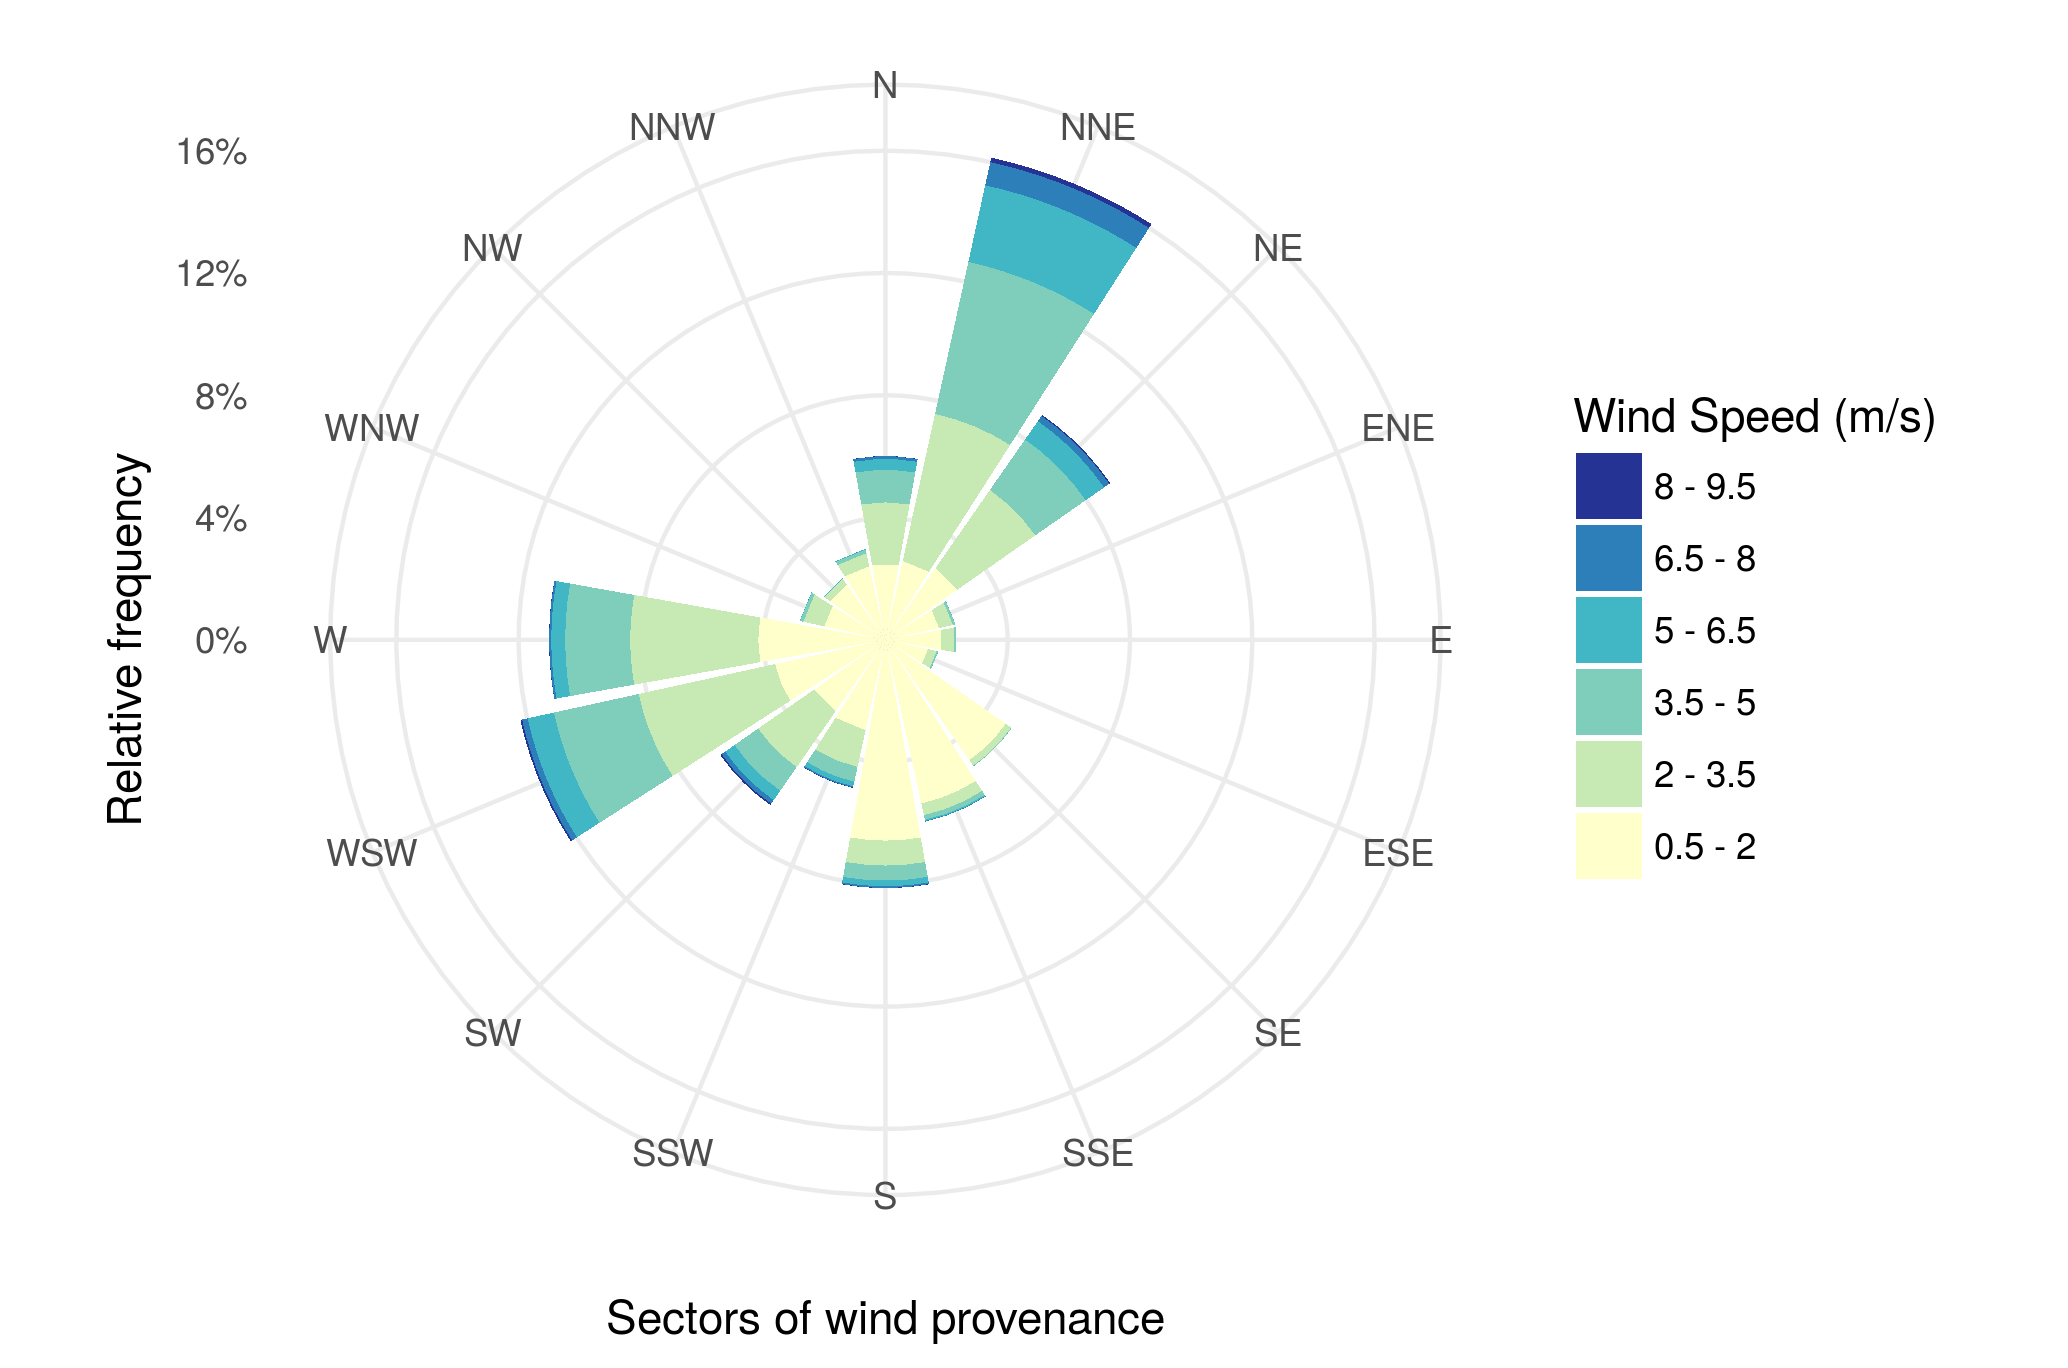 N
NNW
NNE
16%
NW
NE
12%
8%
WNW
ENE
Wind Speed (m/s)
8 - 9.5
4%
6.5 - 8
Relative frequency
0%
W
E
5 - 6.5
3.5 - 5
2 - 3.5
0.5 - 2
WSW
ESE
SW
SE
SSW
SSE
S
Sectors of wind provenance